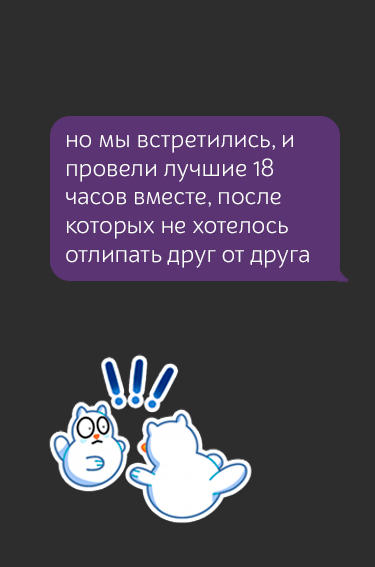 но мы встретились, и
провели лучшие 18
часов вместе, после
которых не хотелось
отлипать друг от друга
!!!